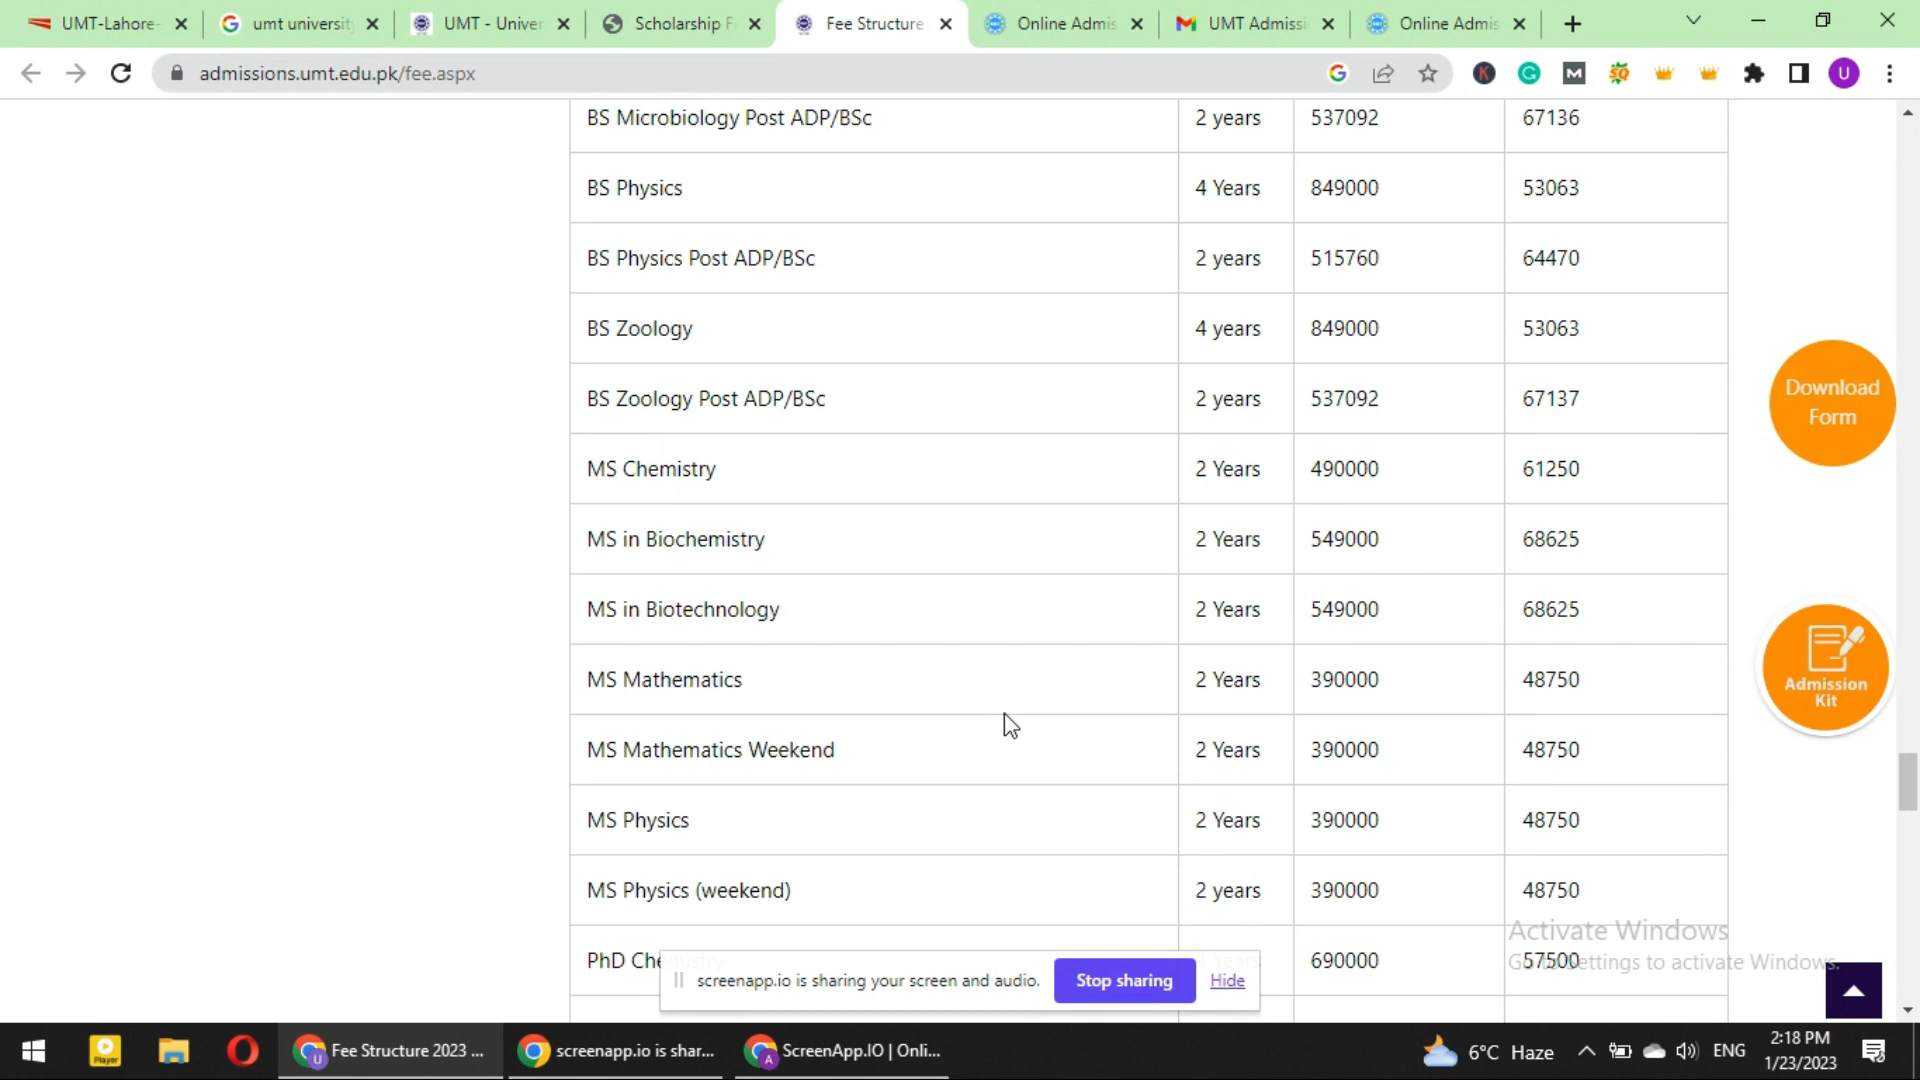 UMT-Lahore-
umt universit
UMT - Univer
Scholarship F
Fee Structure
Online Admis
UMT Admissi
Online Admis
admissions.umt.edu.pk/fee.aspx
BS Microbiology Post ADP/BSc 2 years 537092 67136
BS Physics 4 Years 849000 53063
BS Physics Post ADP/BSc 2 years 515760 64470
BS Zoology 4 years 849000 53063
BS Zoology Post ADP/BSc 2 years 537092 67137
MS Chemistry 2 Years 490000 61250
MS in Biochemistry 2 Years 549000 68625
MS in Biotechnology 2 Years 549000 68625
MS Mathematics 2 Years 390000 48750
MS Mathematics Weekend 2 Years 390000 48750
MS Physics 2 Years 390000 48750
MS Physics (weekend) 2 years 390000 48750
PhD Chemistry Years 690000 57500
Download
Form
Admission
Kit
Activate Windows
Go to Settings to activate Windows.
screenapp.io is sharing your screen and audio. Stop sharing Hide
Player
Fee Structure 2023 ...
screenapp.io is shar...
ScreenApp.IO | Onli...
6°C Haze
ENG
2:18 PM
1/23/2023